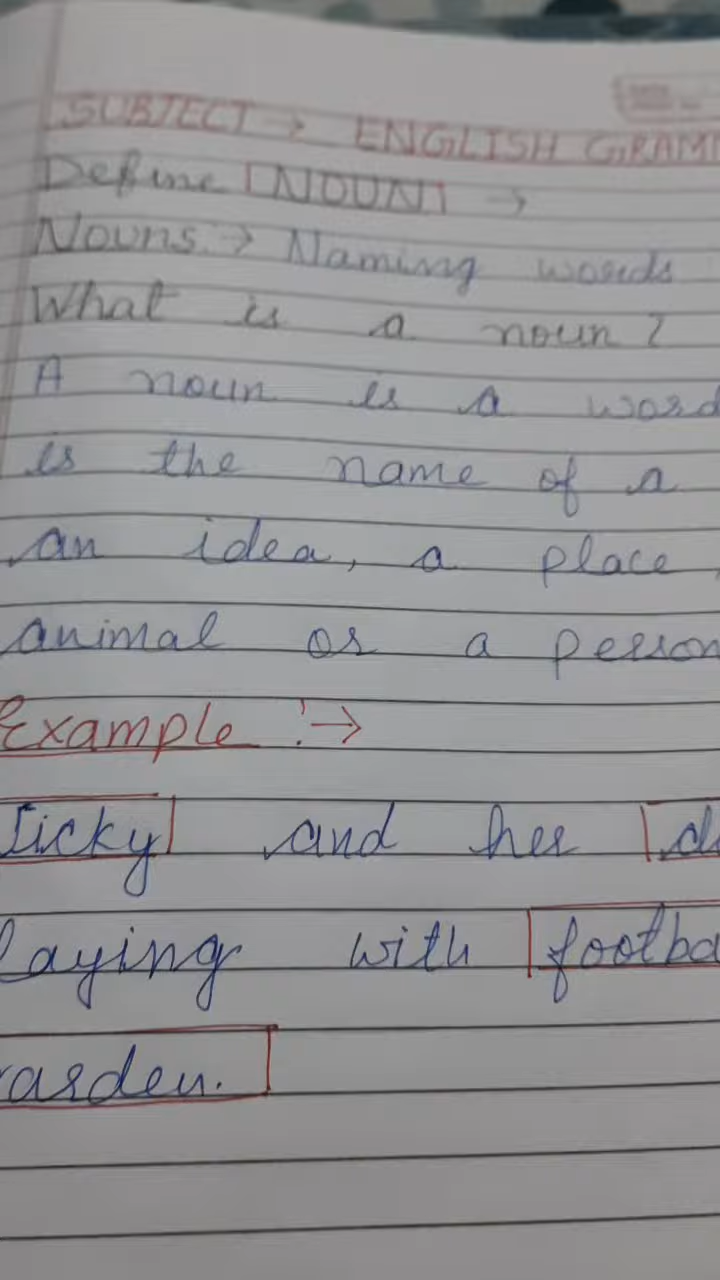 SUBJECT → ENGLISH GRAM
Define NOUN →
Nouns → Naming words
What is a noun?
A noun is a word
is the name of a
an idea, a place,
animal or a person
Example :→
and her
laying with footba
arden.